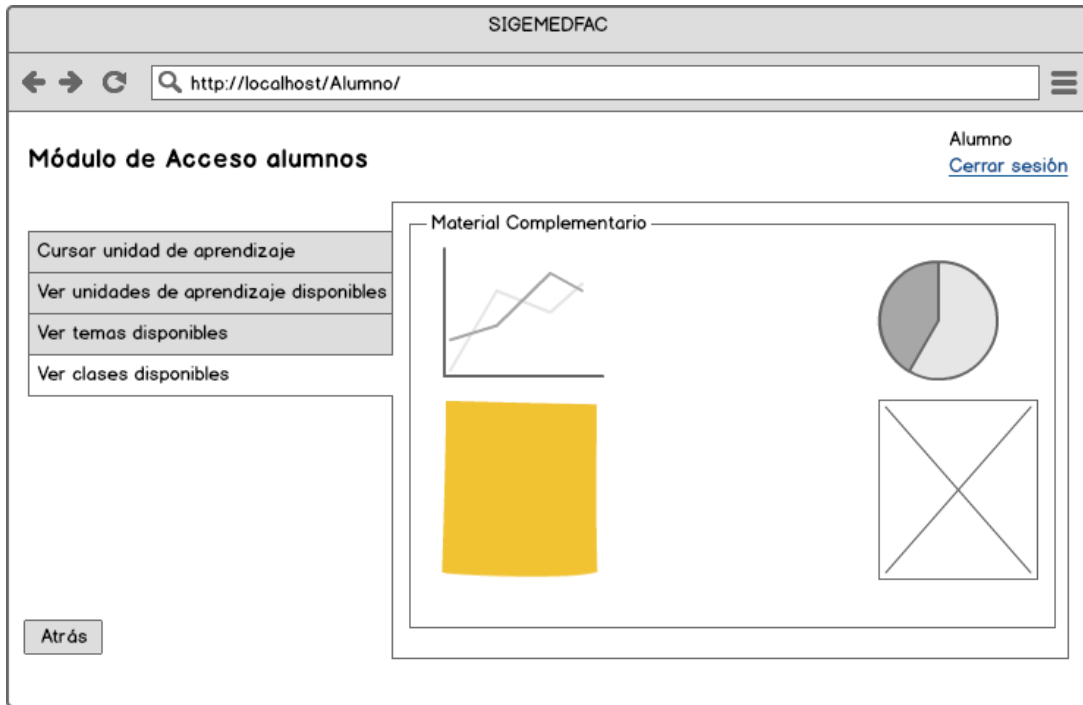 SIGEMEDFAC
http://localhost/Alumno/
Módulo de Acceso alumnos
Alumno
Cerrar sesión
Cursar unidad de aprendizaje
Ver unidades de aprendizaje disponibles
Ver temas disponibles
Ver clases disponibles
Material Complementario
Atrás